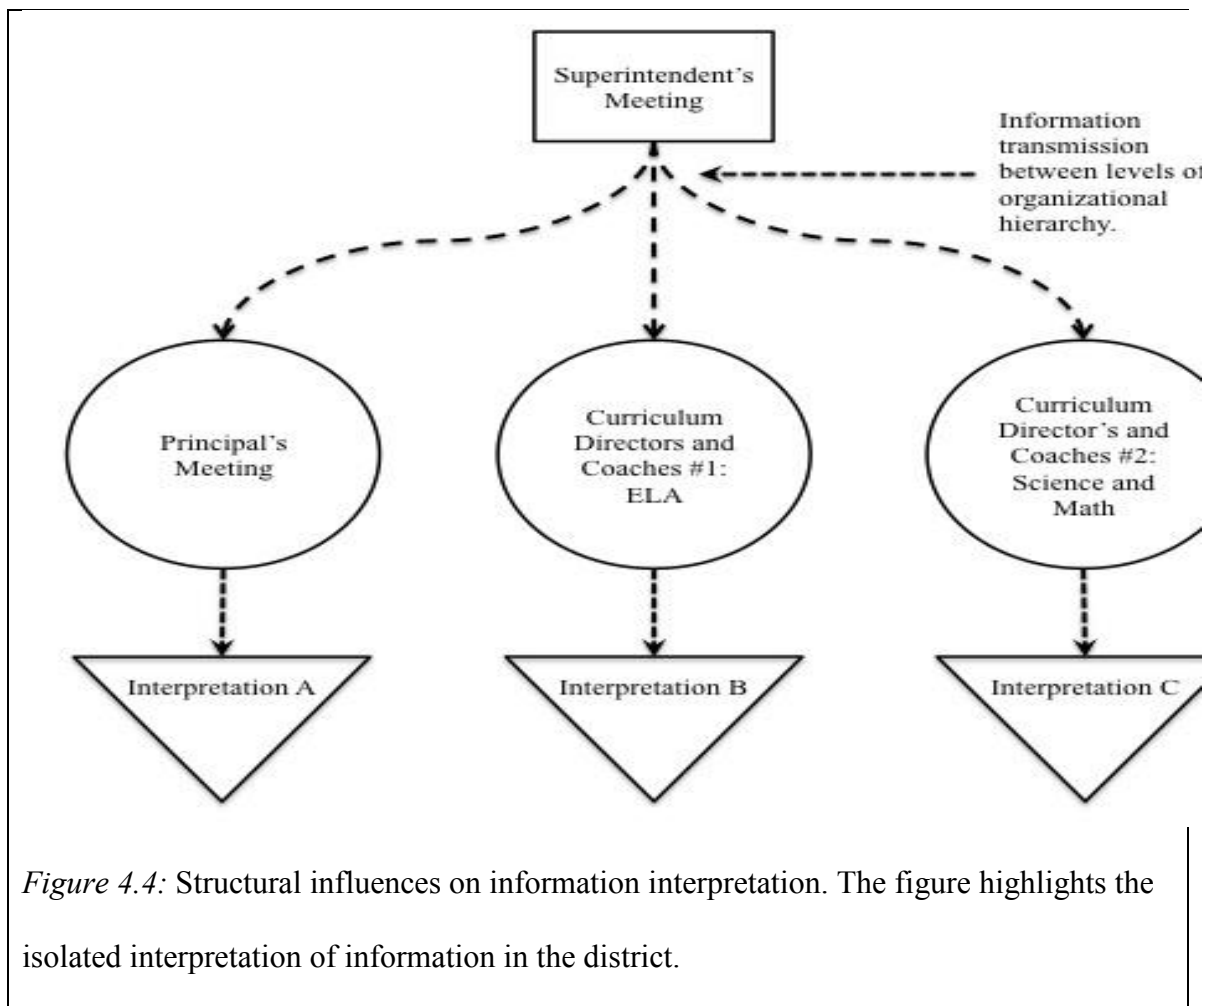 Superintendent's
Meeting
Information
transmission
between levels of
organizational
hierarchy.
Principal's
Meeting
Curriculum
Directors and
Coaches #1:
ELA
Curriculum
Director's and
Coaches #2:
Science and
Math
Interpretation A
Interpretation B
Interpretation C
Figure 4.4: Structural influences on information interpretation. The figure highlights the
isolated interpretation of information in the district.